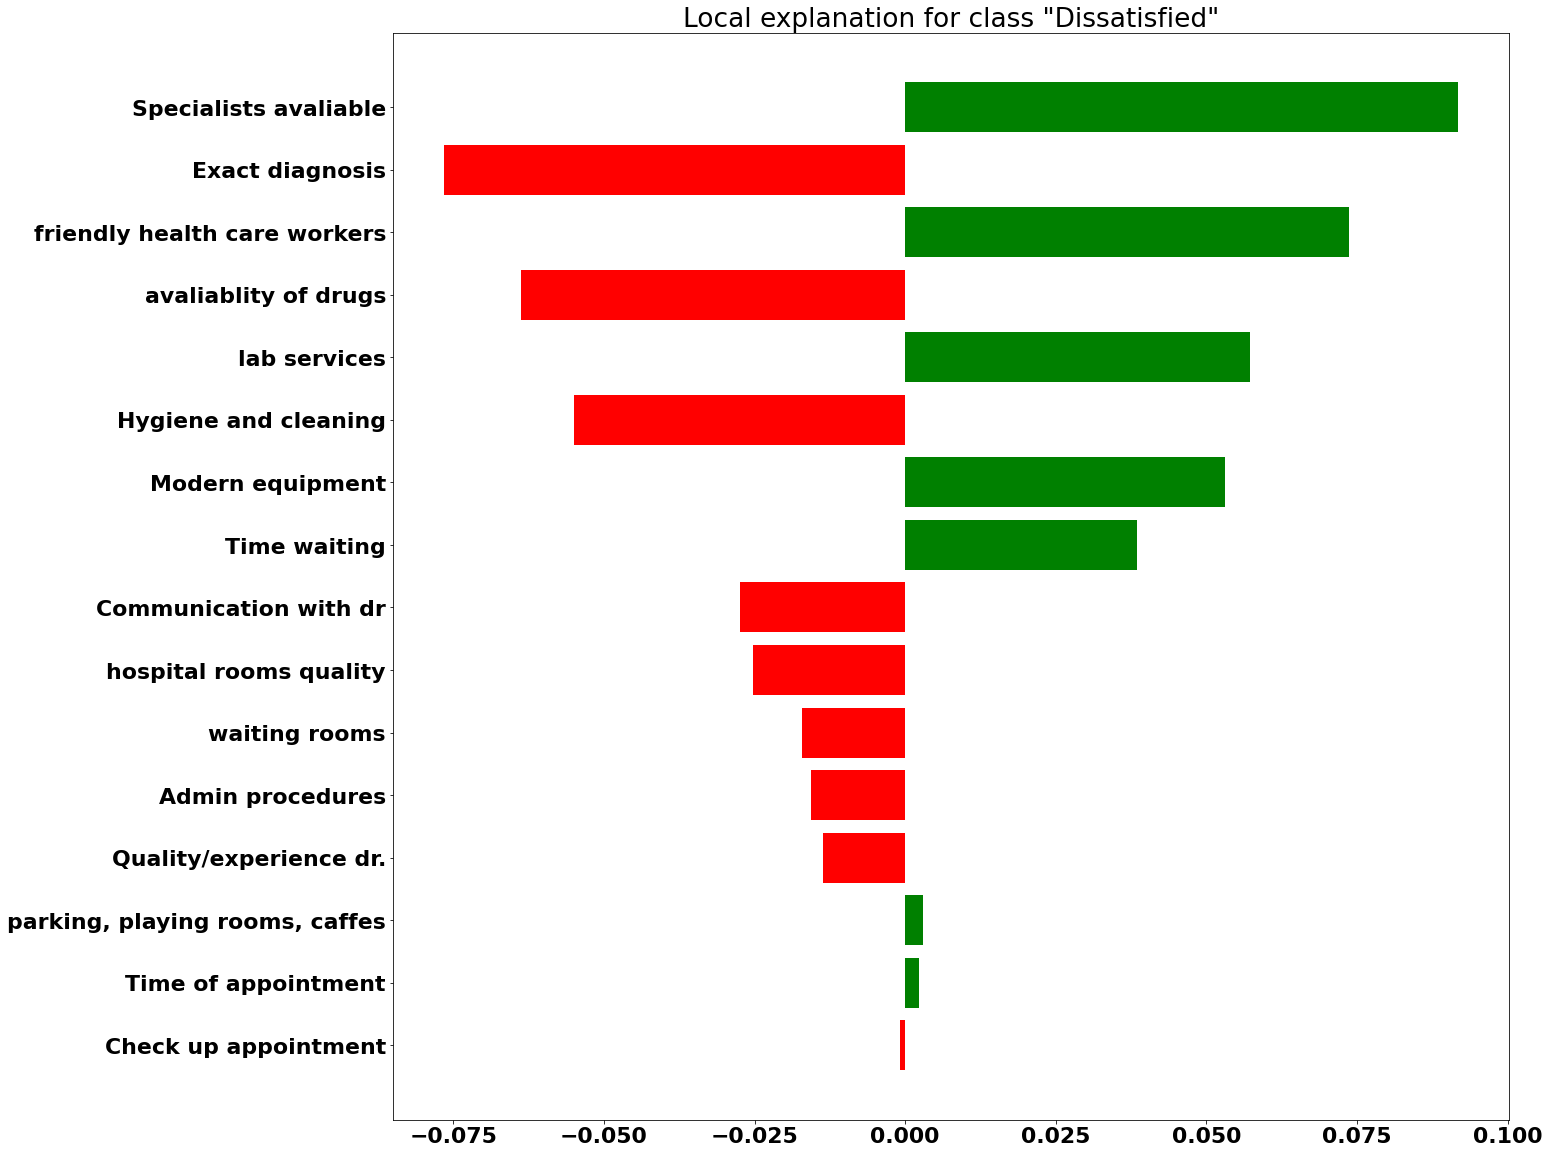 Local explanation for class "Dissatisfied"
Specialists avaliable
Exact diagnosis
friendly health care workers
avaliablity of drugs
lab services
Hygiene and cleaning
Modern equipment
Time waiting
Communication with dr
hospital rooms quality
waiting rooms
Admin procedures
Quality/experience dr.
parking, playing rooms, caffes
Time of appointment
Check up appointment
−0.075 −0.050 −0.025 0.000 0.025 0.050 0.075 0.100